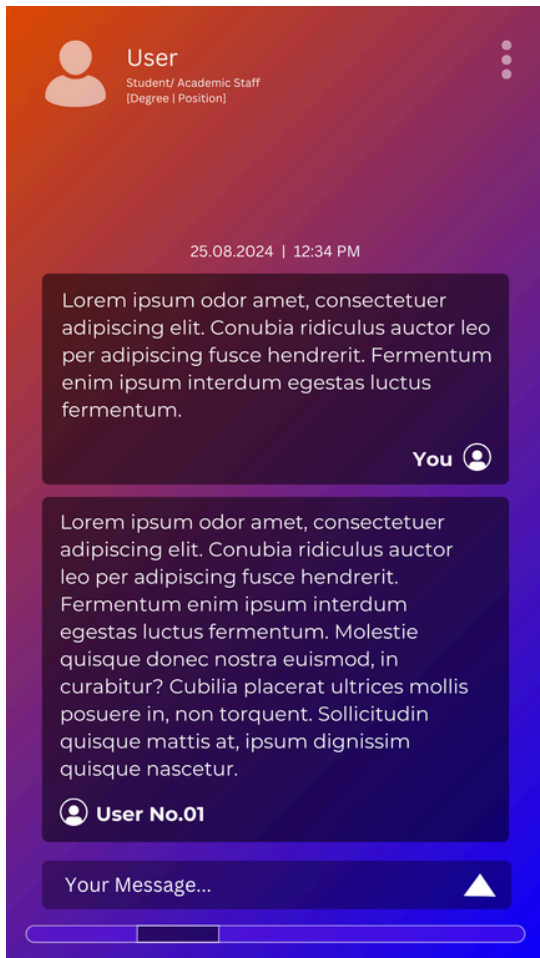 User
Student/ Academic Staff
[Degree | Position]
25.08.2024 | 12:34 PM
Lorem ipsum odor amet, consectetuer
adipiscing elit. Conubia ridiculus auctor leo
per adipiscing fusce hendrerit. Fermentum
enim ipsum interdum egestas luctus
fermentum.
You
Lorem ipsum odor amet, consectetuer
adipiscing elit. Conubia ridiculus auctor
leo per adipiscing fusce hendrerit.
Fermentum enim ipsum interdum
egestas luctus fermentum. Molestie
quisque donec nostra euismod, in
curabitur? Cubilia placerat ultrices mollis
posuere in, non torquent. Sollicitudin
quisque mattis at, ipsum dignissim
quisque nascetur.
User No.01
Your Message...